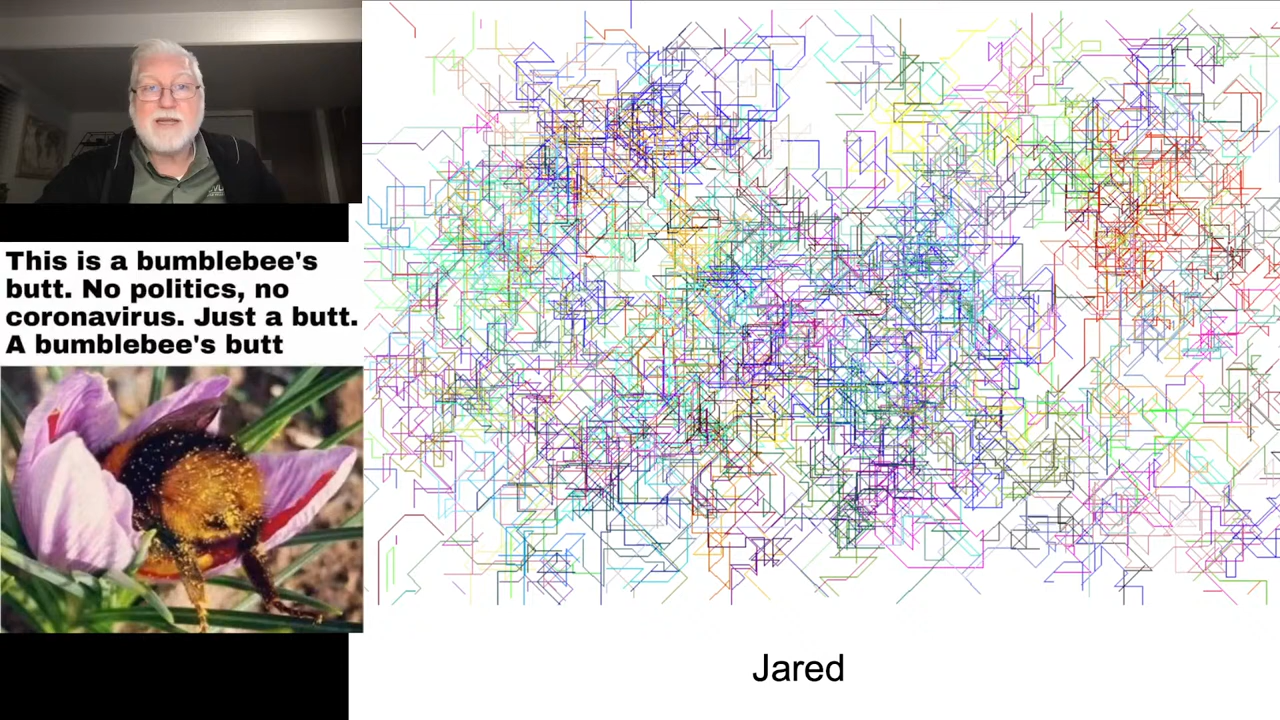 This is a bumblebee's
butt. No politics, no
coronavirus. Just a butt.
A bumblebee's butt
Jared